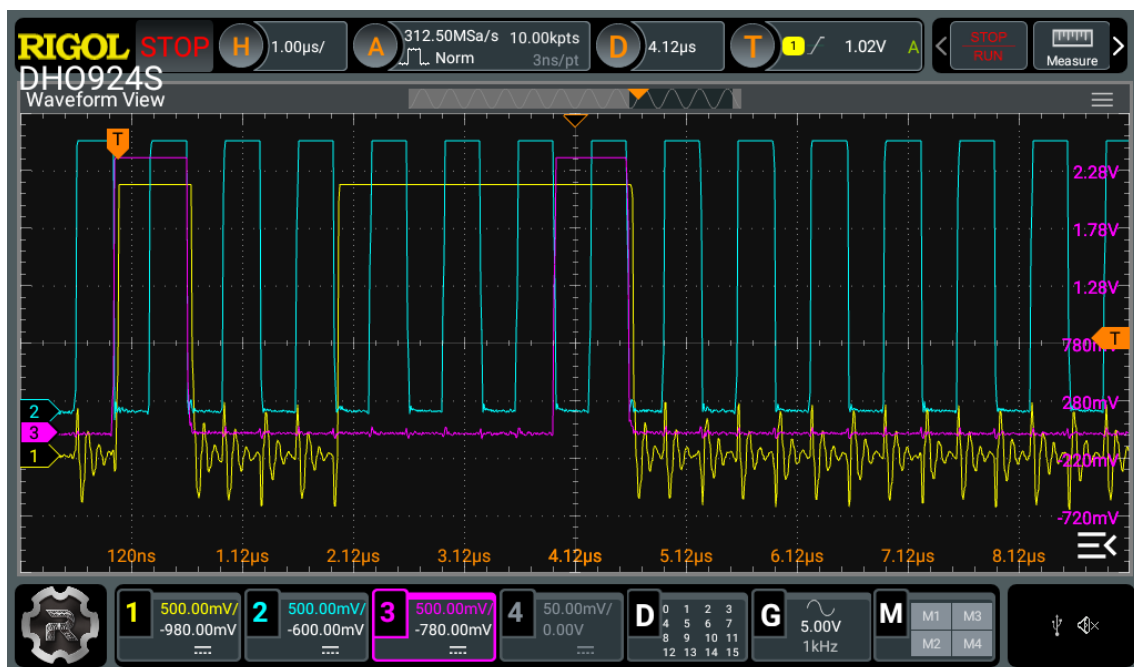 RIGOL STOP H 1.00μs/ A 312.50MSa/s 10.00kpts D 4.12μs T 1 1.02V A < STOP >
Norm 3ns/pt RUN Measure
DHO924S
Waveform View
T
2.28V
1.78V
1.28V
T
780m
2
280mV
3
1
-220mV
-720mV
120ns 1.12μs 2.12μs 3.12μs 4.12μs 5.12μs 6.12μs 7.12μs 8.12μs
1 500.00mV/ 2 500.00mV/ 3 500.00mV/ 4 50.00mV/ D 0 1 2 3 G 5.00V M M1 M3
-980.00mV -600.00mV -780.00mV 0.00V 4 5 6 7 1kHz M2 M4
8 9 10 11
12 13 14 15
R